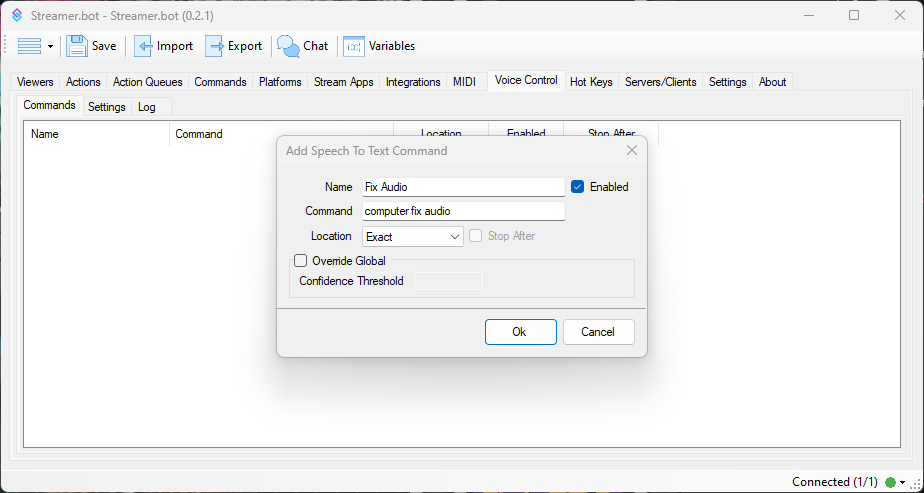 Streamer.bot - Streamer.bot (0.2.1)
Save Import Export Chat Variables
Viewers Actions Action Queues Commands Platforms Stream Apps Integrations MIDI Voice Control Hot Keys Servers/Clients Settings About
Commands Settings Log
Name Command Location Enabled Stop After
Add Speech To Text Command
Name Fix Audio Enabled
Command computer fix audio
Location Exact Stop After
Override Global
Confidence Threshold
Ok Cancel
Connected (1/1)